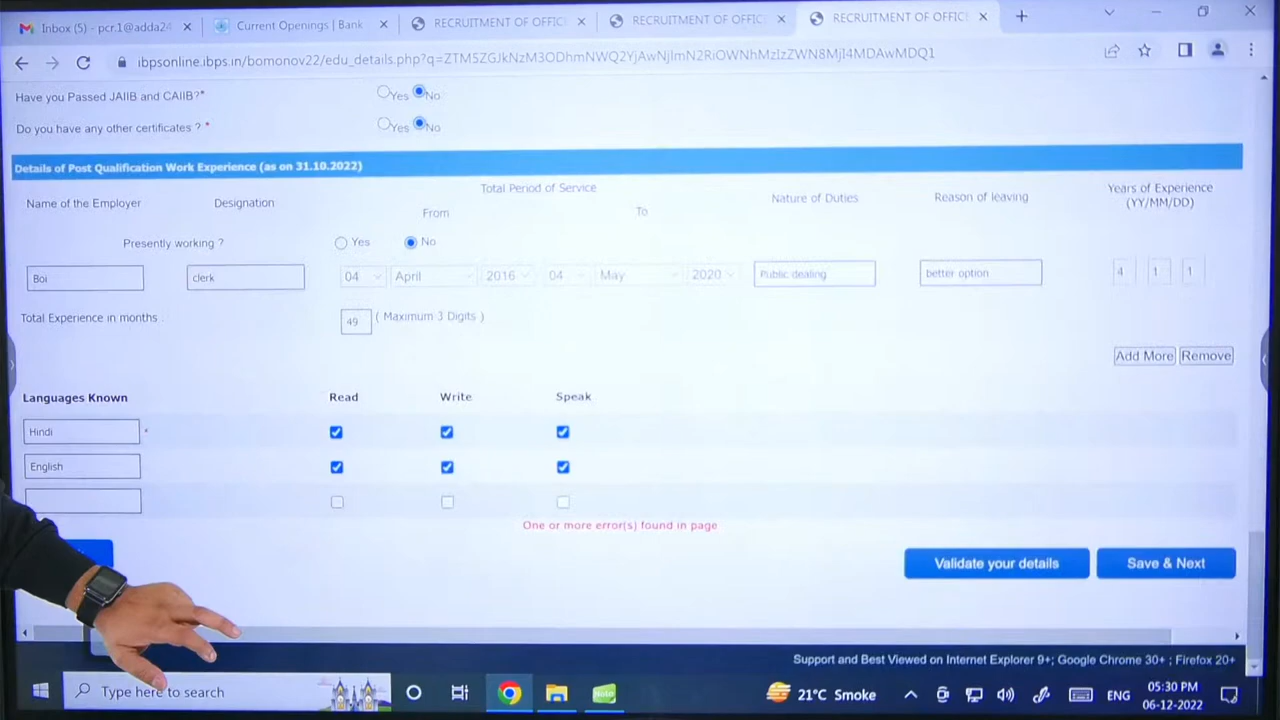 Inbox (5) - pcr.1@adda24
Current Openings | Bank
RECRUITMENT OF OFFIC
RECRUITMENT OF OFFIC
RECRUITMENT OF OFFIC
Have you Passed JAIIB and CAIIB?* Yes No
Do you have any other certificates ? * Yes No
Details of Post Qualification Work Experience (as on 31.10.2022)
Name of the Employer Designation Total Period of Service Nature of Duties Reason of leaving Years of Experience
(YY/MM/DD)
From To
Presently working ? Yes No
Boi clerk 04 April 2016 04 May 2020 Public dealing better option 4 1 1
Total Experience in months 49 ( Maximum 3 Digits )
Add More Remove
Languages Known Read Write Speak
Hindi *
English
One or more error(s) found in page
Validate your details Save & Next
Support and Best Viewed on Internet Explorer 9+; Google Chrome 30+ ; Firefox 20+
Type here to search
21°C Smoke
ENG
05:30 PM
06-12-2022